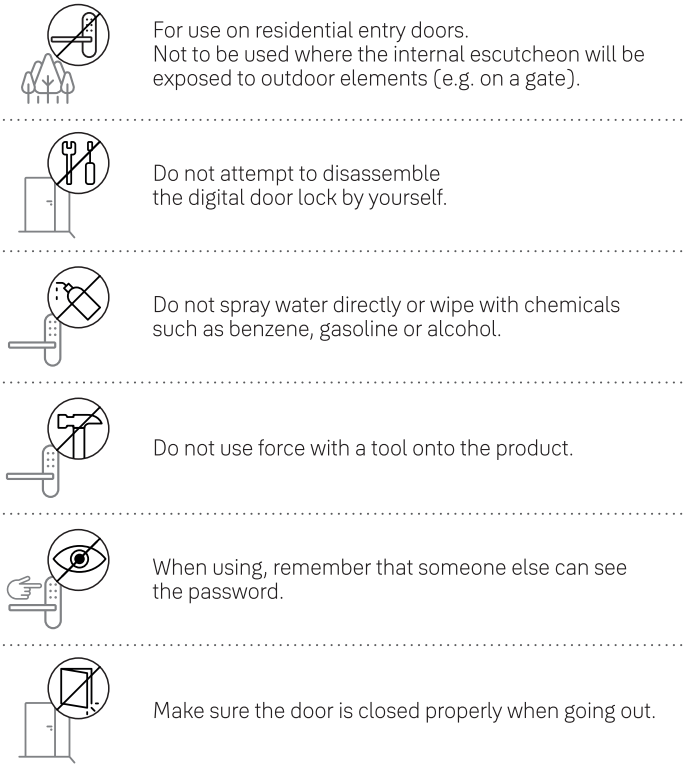 For use on residential entry doors.
Not to be used where the internal escutcheon will be
exposed to outdoor elements (e.g. on a gate).
Do not attempt to disassemble
the digital door lock by yourself.
Do not spray water directly or wipe with chemicals
such as benzene, gasoline or alcohol.
Do not use force with a tool onto the product.
When using, remember that someone else can see
the password.
Make sure the door is closed properly when going out.